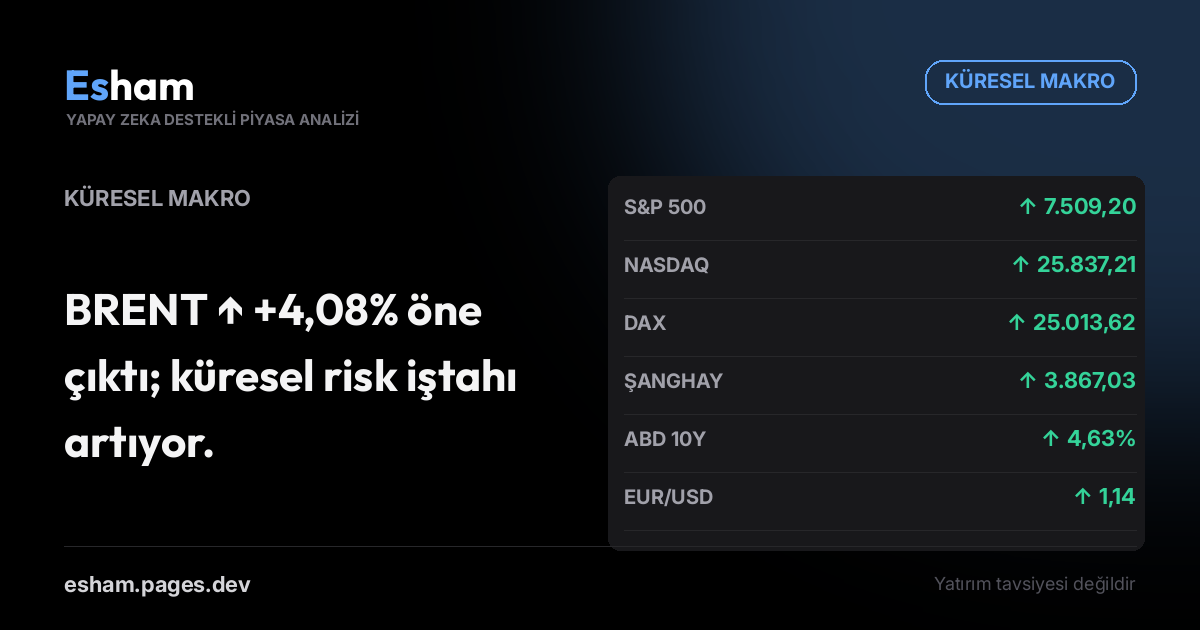 Esham
YAPAY ZEKA DESTEKLİ PİYASA ANALİZİ
KÜRESEL MAKRO
KÜRESEL MAKRO
BRENT ↑ +4,08% öne
çıktı; küresel risk iştahı
artıyor.
S&P 500 ↑ 7.509,20
NASDAQ ↑ 25.837,21
DAX ↑ 25.013,62
ŞANGHAY ↑ 3.867,03
ABD 10Y ↑ 4,63%
EUR/USD ↑ 1,14
esham.pages.dev
Yatırım tavsiyesi değildir